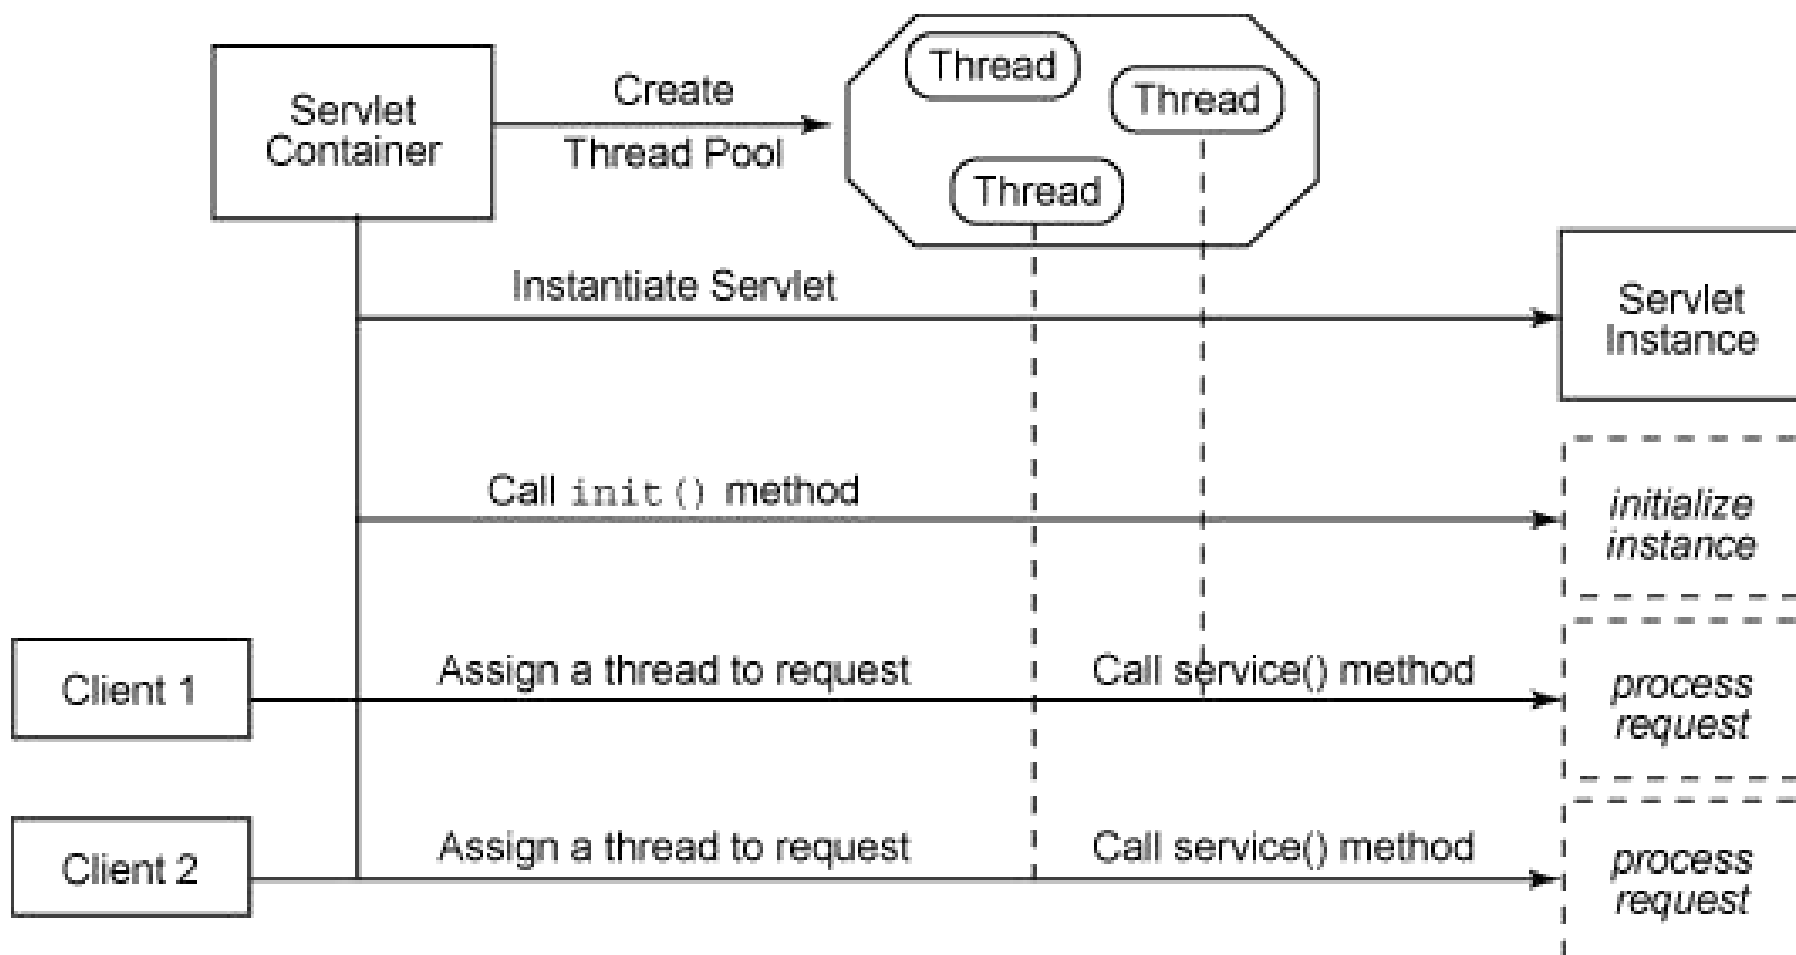 Servlet
Container
Create
Thread Pool
Thread
Thread
Thread
Instantiate Servlet
Servlet
Instance
Call init() method
initialize
instance
Client 1
Assign a thread to request
Call service() method
process
request
Client 2
Assign a thread to request
Call service() method
process
request